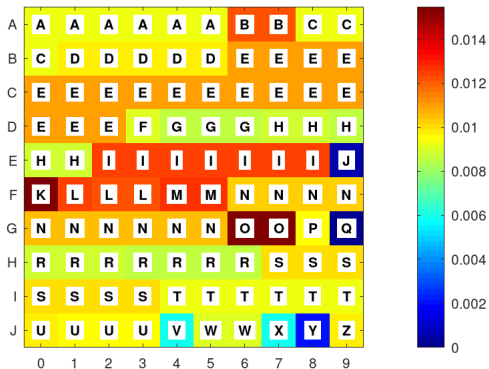 A A A A A A A B B C C 0.014
B C D D D D D E E E E 0.012
C E E E E E E E E E E 0.01
D E E E F G G G H H H 0.008
E H H I I I I I I I J 0.006
F K L L L M M N N N N 0.004
G N N N N N N O O P Q 0.002
H R R R R R R R S S S 0
I S S S S T T T T T T
J U U U U V W W X Y Z
0 1 2 3 4 5 6 7 8 9